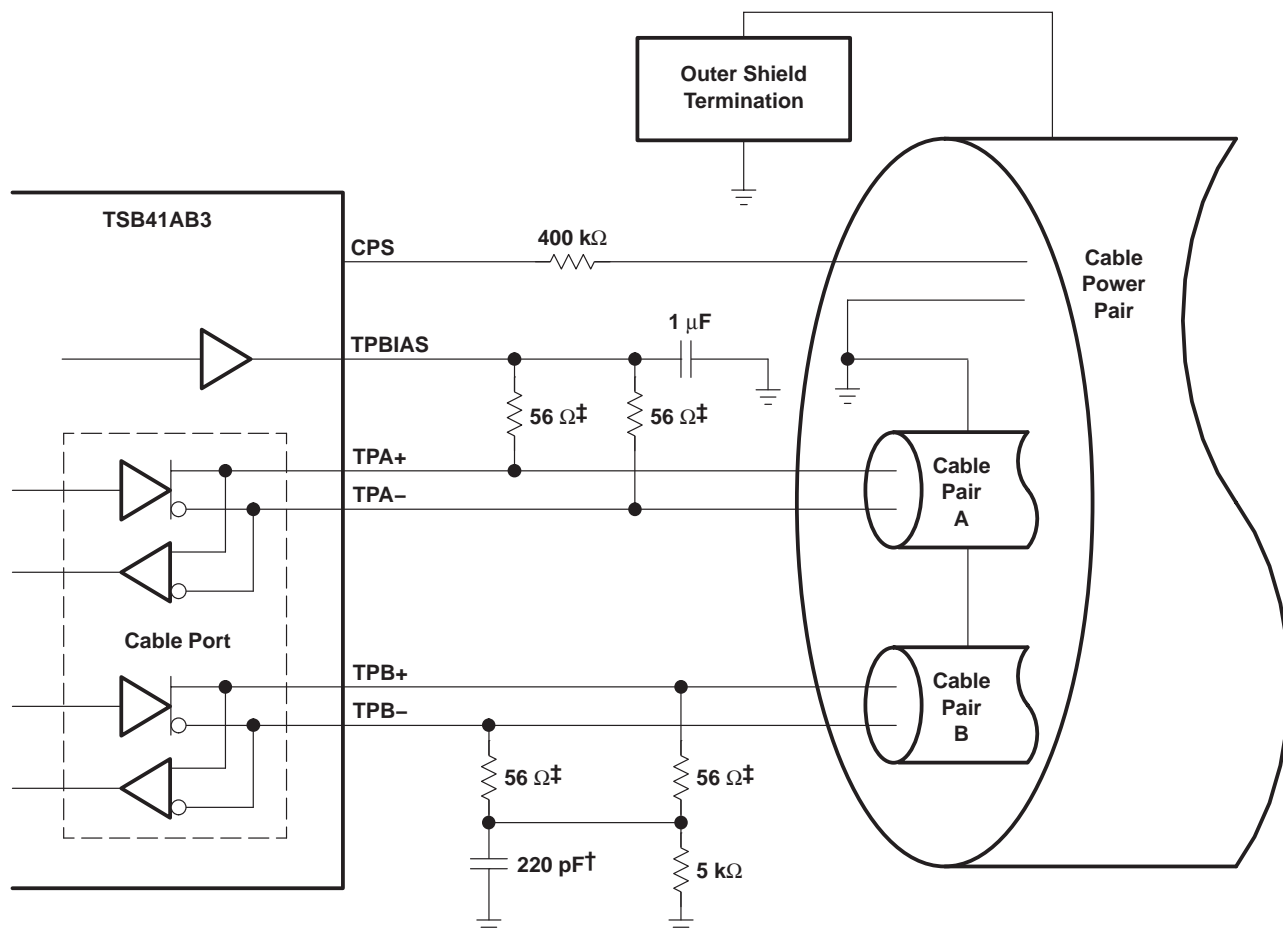 Outer Shield
Termination
TSB41AB3
CPS
400 kΩ
Cable
Power
Pair
TPBIAS
1 μF
56 Ω‡
56 Ω‡
TPA+
TPA−
Cable
Pair
A
Cable Port
TPB+
TPB−
Cable
Pair
B
56 Ω‡
56 Ω‡
220 pF†
5 kΩ